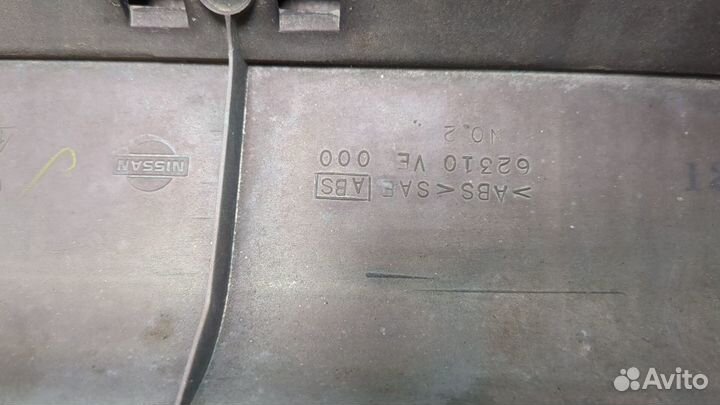 >ABS< SAE ABS
62310 VE 000
NO.2
NISSAN
Avito